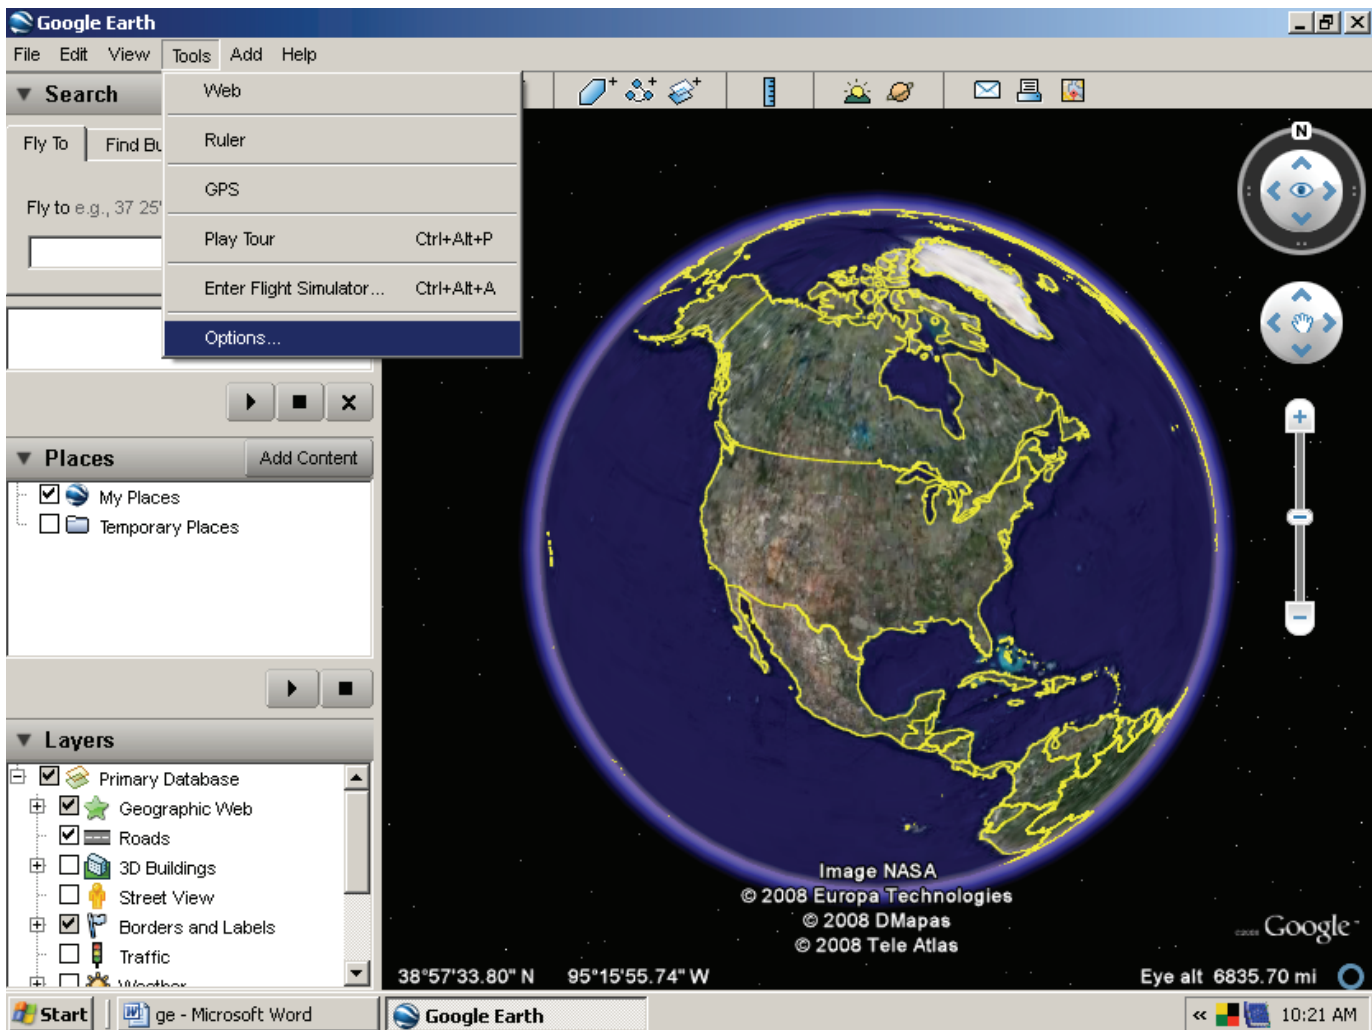 Google Earth
File Edit View Tools Add Help
Search
Web
Ruler
GPS
Play Tour Ctrl+Alt+P
Enter Flight Simulator... Ctrl+Alt+A
Options...
Fly To Find Bu
Fly to e.g., 37 25'
N
Places Add Content
My Places
Temporary Places
Layers
Primary Database
Geographic Web
Roads
3D Buildings
Street View
Borders and Labels
Traffic
Weather
Image NASA
© 2008 Europa Technologies
© 2008 DMapas
© 2008 Tele Atlas
Google
38°57'33.80" N 95°15'55.74" W Eye alt 6835.70 mi
Start ge - Microsoft Word Google Earth « 10:21 AM